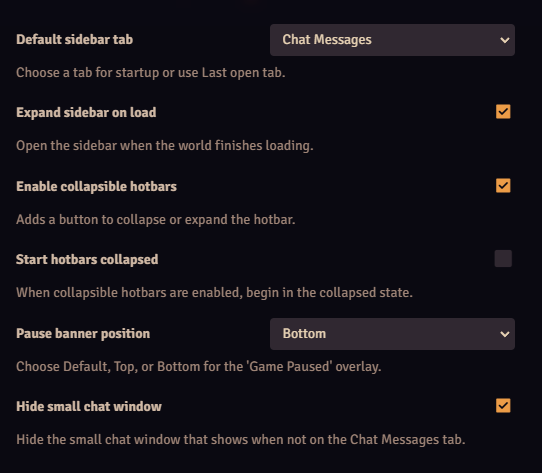 Default sidebar tab
Chat Messages
Choose a tab for startup or use Last open tab.
Expand sidebar on load
Open the sidebar when the world finishes loading.
Enable collapsible hotbars
Adds a button to collapse or expand the hotbar.
Start hotbars collapsed
When collapsible hotbars are enabled, begin in the collapsed state.
Pause banner position
Bottom
Choose Default, Top, or Bottom for the 'Game Paused' overlay.
Hide small chat window
Hide the small chat window that shows when not on the Chat Messages tab.